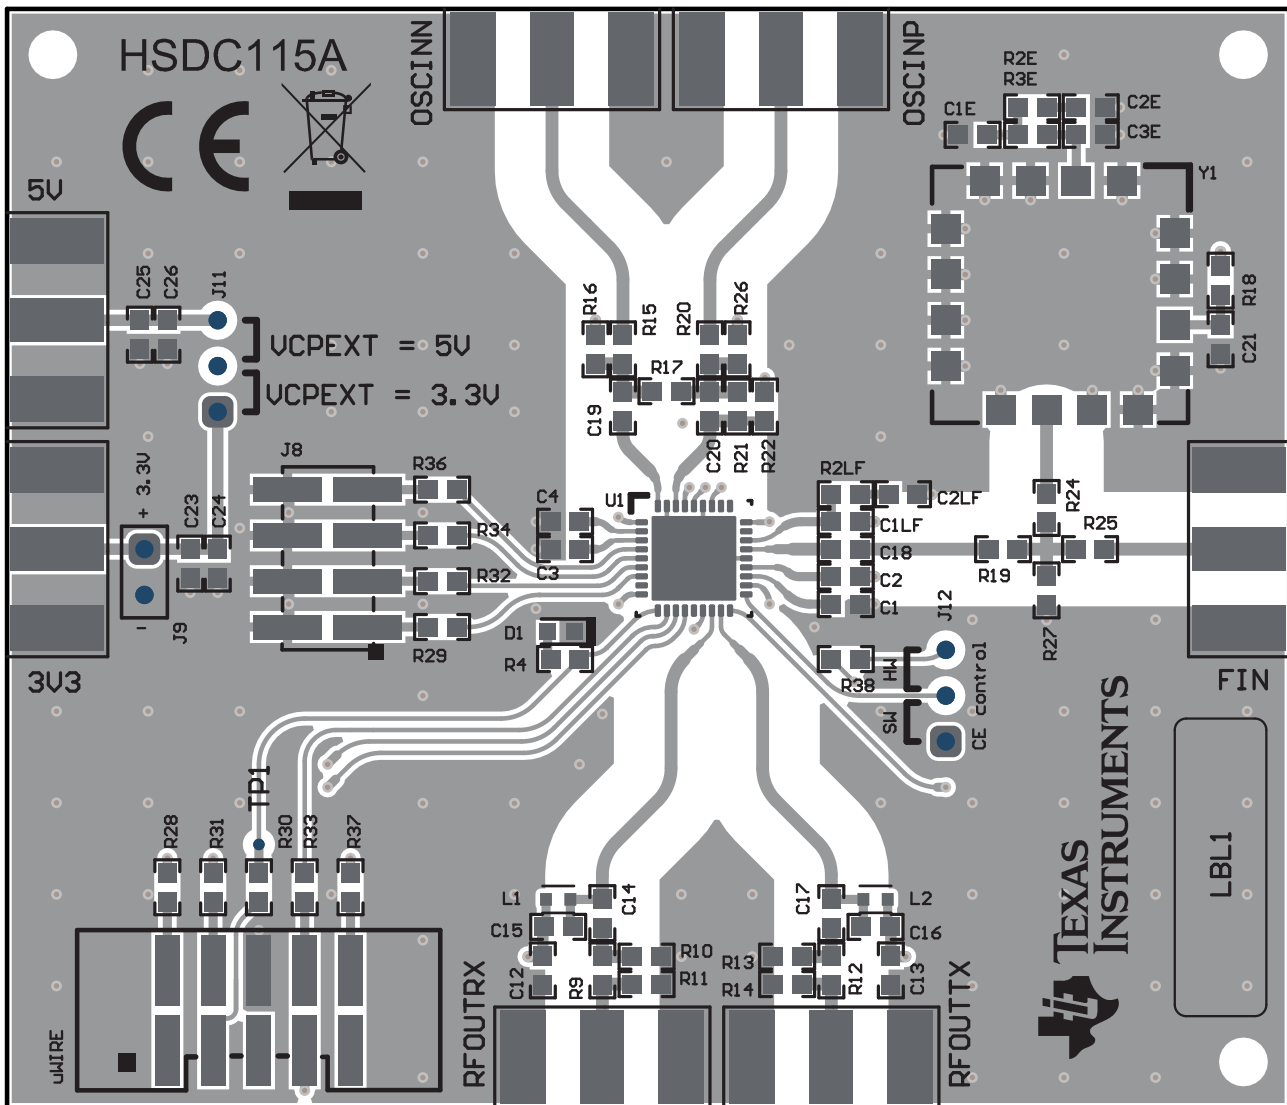 HSDC115A
CE
OSCINN
OSCINP
R2E
R3E
C1E
C2E
C3E
Y1
5V
C25
C26
J11
VCPEXT = 5V
VCPEXT = 3.3V
R16
R15
R20
R26
R17
C19
C20
R21
R22
R18
C21
J8
R36
R34
R32
R29
+ 3.3V
-
C23
C24
J9
3V3
C4
C3
U1
D1
R4
R2LF
C2LF
C1LF
C18
C2
C1
R24
R25
R19
R27
J12
HW
SW
CE Control
R38
FIN
TP1
R28
R31
R30
R33
R37
uWIRE
L1
C14
C15
C12
R9
R10
R11
RFOUTRX
C17
L2
C16
C13
R13
R14
R12
RFOUTTX
TEXAS
INSTRUMENTS
LBL1